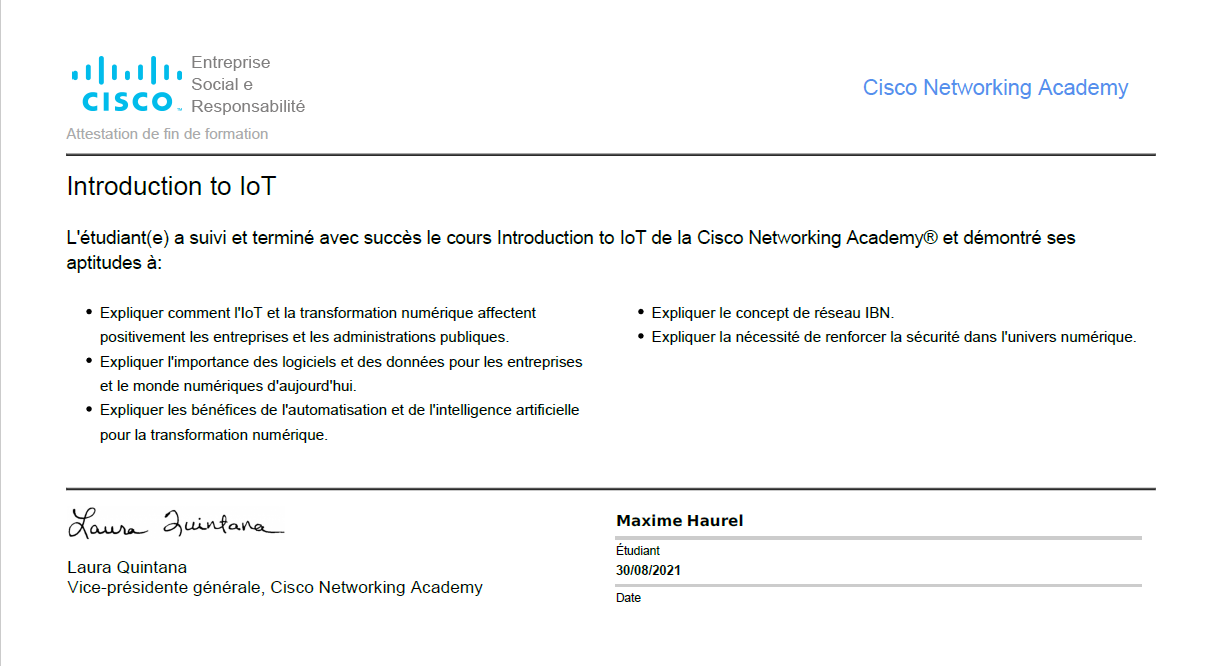 Entreprise
Social e
Responsabilité
CISCO™
Cisco Networking Academy
Attestation de fin de formation
Introduction to IoT
L'étudiant(e) a suivi et terminé avec succès le cours Introduction to IoT de la Cisco Networking Academy® et démontré ses
aptitudes à:
• Expliquer comment l'IoT et la transformation numérique affectent
positivement les entreprises et les administrations publiques.
• Expliquer l'importance des logiciels et des données pour les entreprises
et le monde numériques d'aujourd'hui.
• Expliquer les bénéfices de l'automatisation et de l'intelligence artificielle
pour la transformation numérique.
• Expliquer le concept de réseau IBN.
• Expliquer la nécessité de renforcer la sécurité dans l'univers numérique.
Laura Quintana
Laura Quintana
Vice-présidente générale, Cisco Networking Academy
Maxime Haurel
Étudiant
30/08/2021
Date